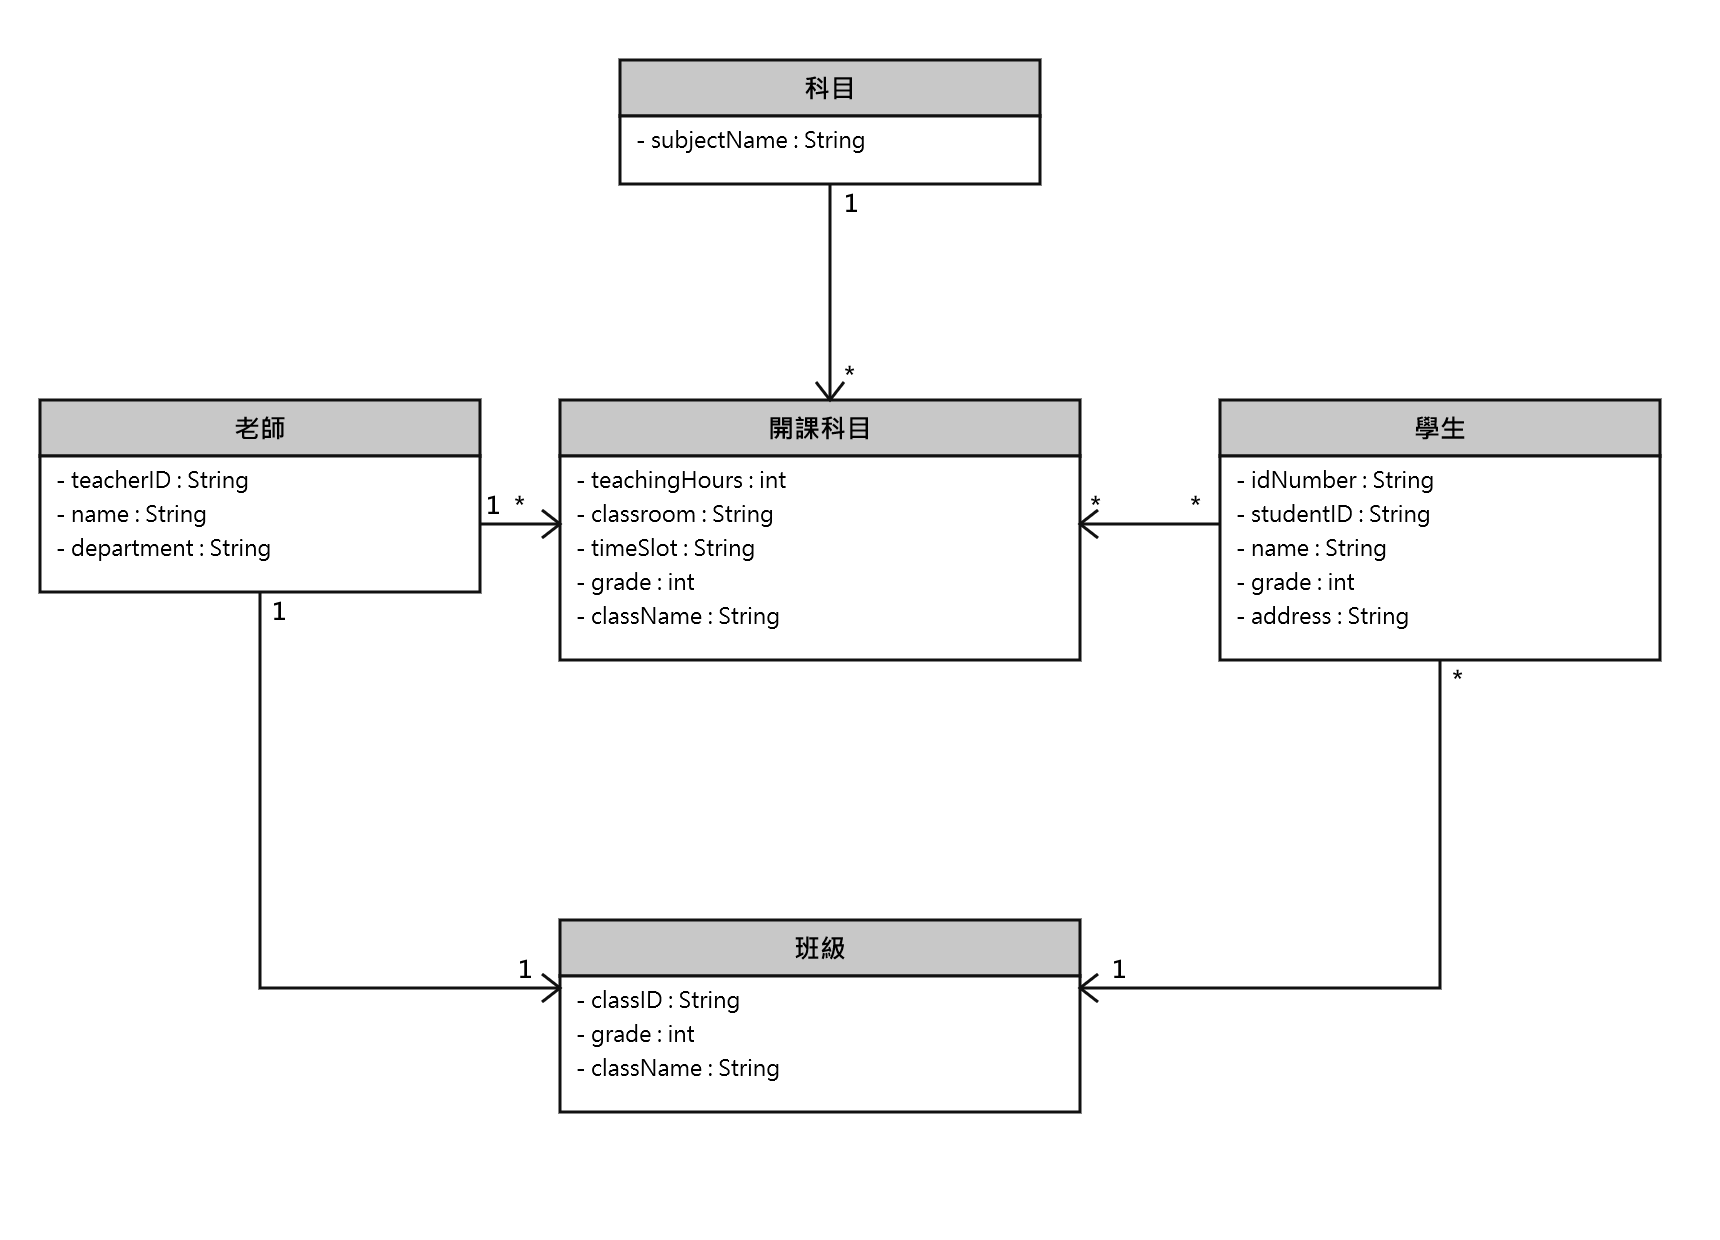 科目
- subjectName : String
1
*
老師
- teacherID : String
- name : String
- department : String
1 *
1
開課科目
- teachingHours : int
- classroom : String
- timeSlot : String
- grade : int
- className : String
* *
學生
- idNumber : String
- studentID : String
- name : String
- grade : int
- address : String
*
1
1
班級
- classID : String
- grade : int
- className : String